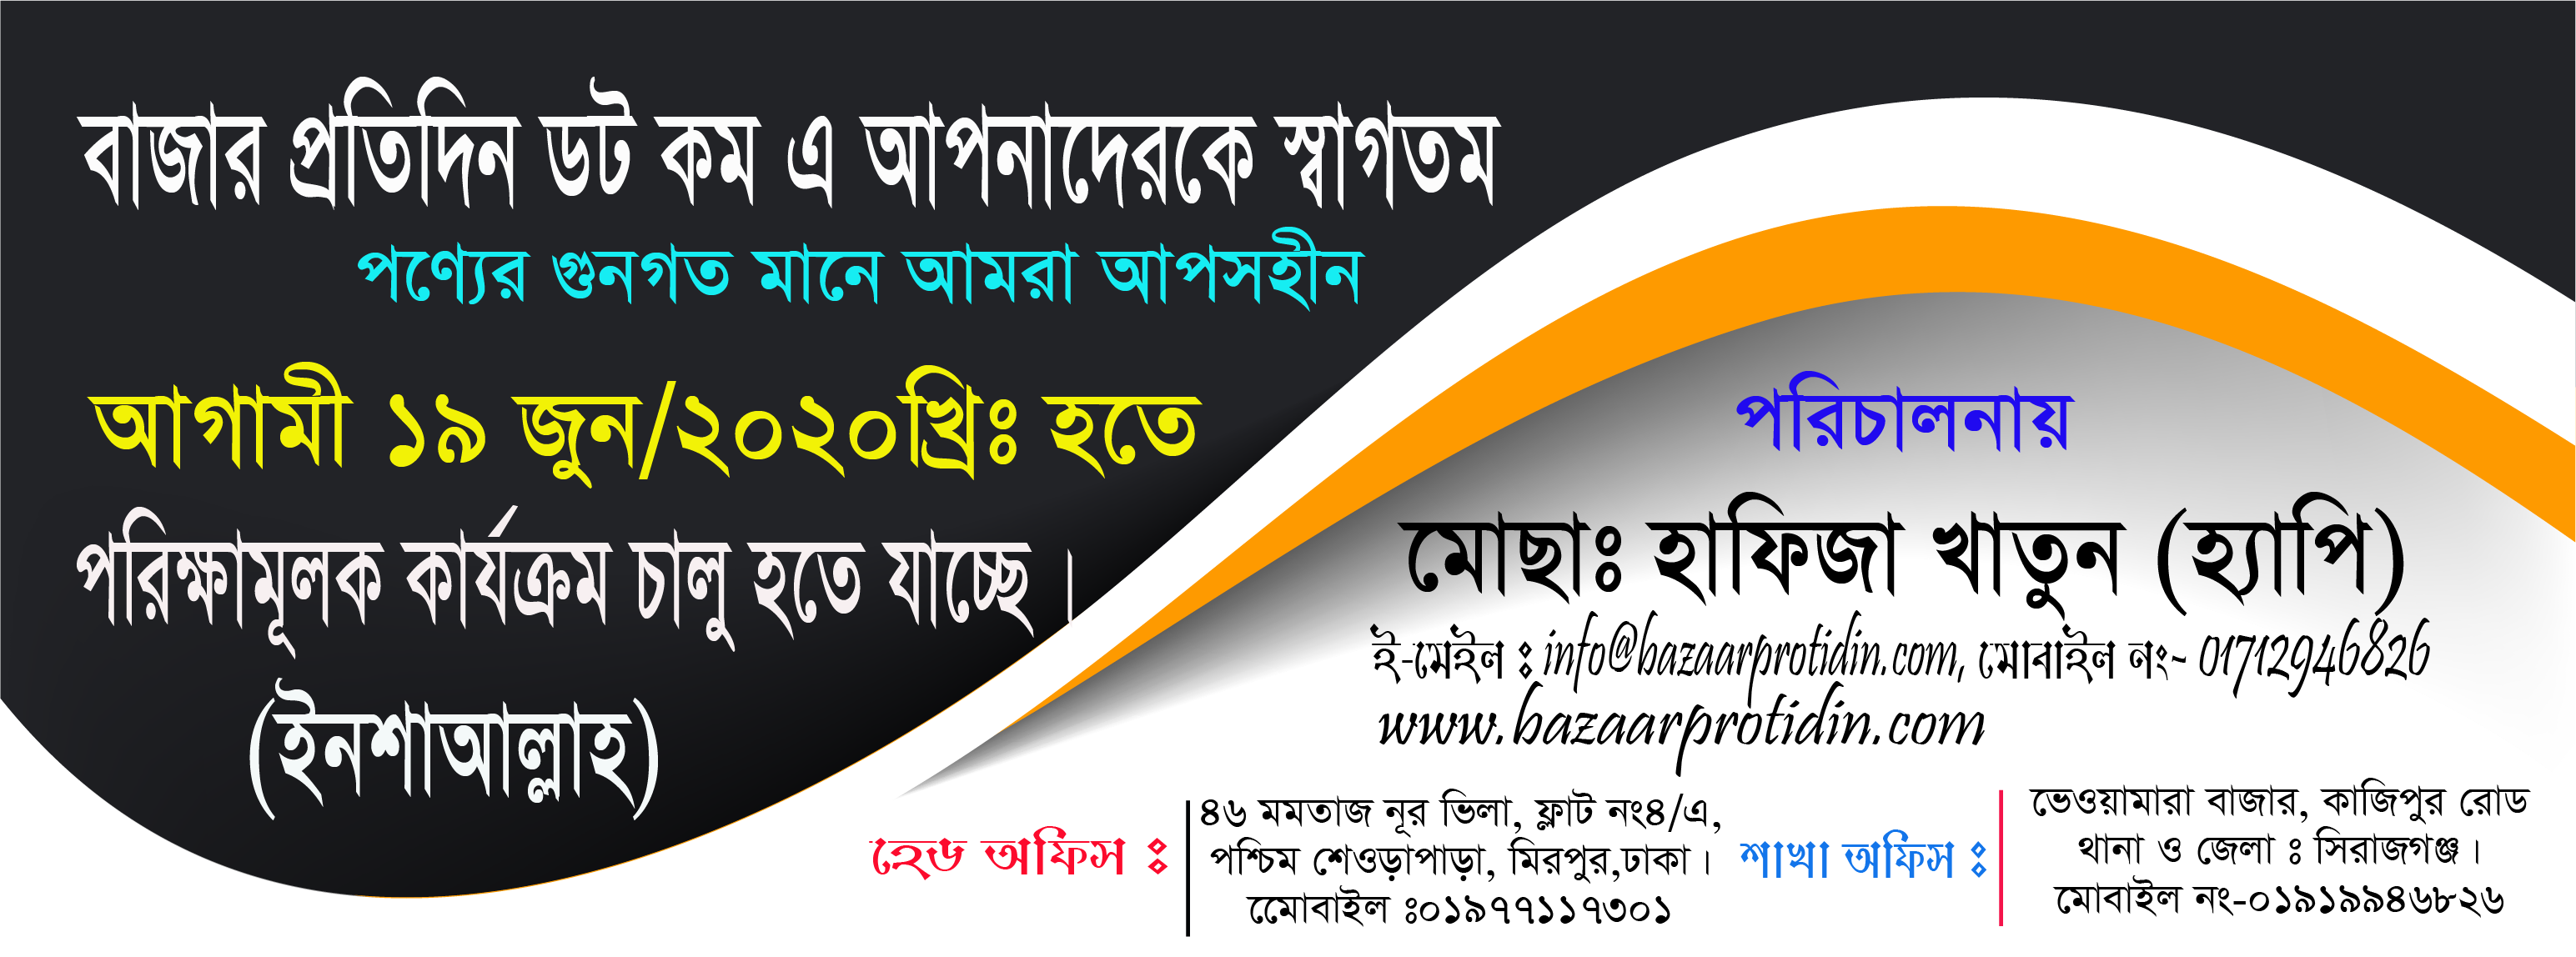 বাজার প্রতিদিন ডট কম এ আপনাদেরকে স্বাগতম
পণ্যের গুনগত মানে আমরা আপসহীন
আগামী ১৯ জুন/২০২০খ্রিঃ হতে
পরিক্ষামূলক কার্যক্রম চালু হতে যাচ্ছে।
(ইনশাআল্লাহ)
পরিচালনায়
মোছাঃ হাফিজা খাতুন (হ্যাপি)
ই-মেইল ঃ info@bazaarprotidin.com, মোবাইল নং- 01712946826
www.bazaarprotidin.com
হেড অফিস ঃ
৪৬ মমতাজ নূর ভিলা, ফ্লাট নং৪/এ,
পশ্চিম শেওড়াপাড়া, মিরপুর,ঢাকা।
মোেবাইল ঃ০১৯৭৭১১৭৩০১
শাখা অফিস ঃ
ভেওয়ামারা বাজার, কাজিপুর রোড
থানা ও জেলা ঃ সিরাজগঞ্জ।
মোবাইল নং-০১৯১৯৯৪৬৮২৬